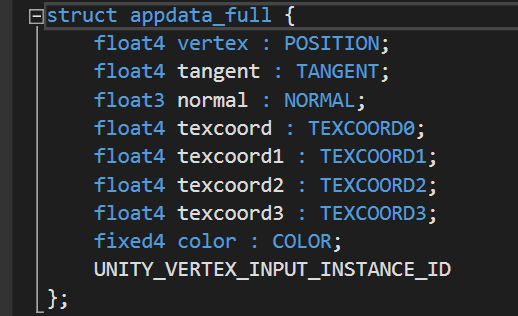 struct appdata_full {
float4 vertex : POSITION;
float4 tangent : TANGENT;
float3 normal : NORMAL;
float4 texcoord : TEXCOORD0;
float4 texcoord1 : TEXCOORD1;
float4 texcoord2 : TEXCOORD2;
float4 texcoord3 : TEXCOORD3;
fixed4 color : COLOR;
UNITY_VERTEX_INPUT_INSTANCE_ID
};